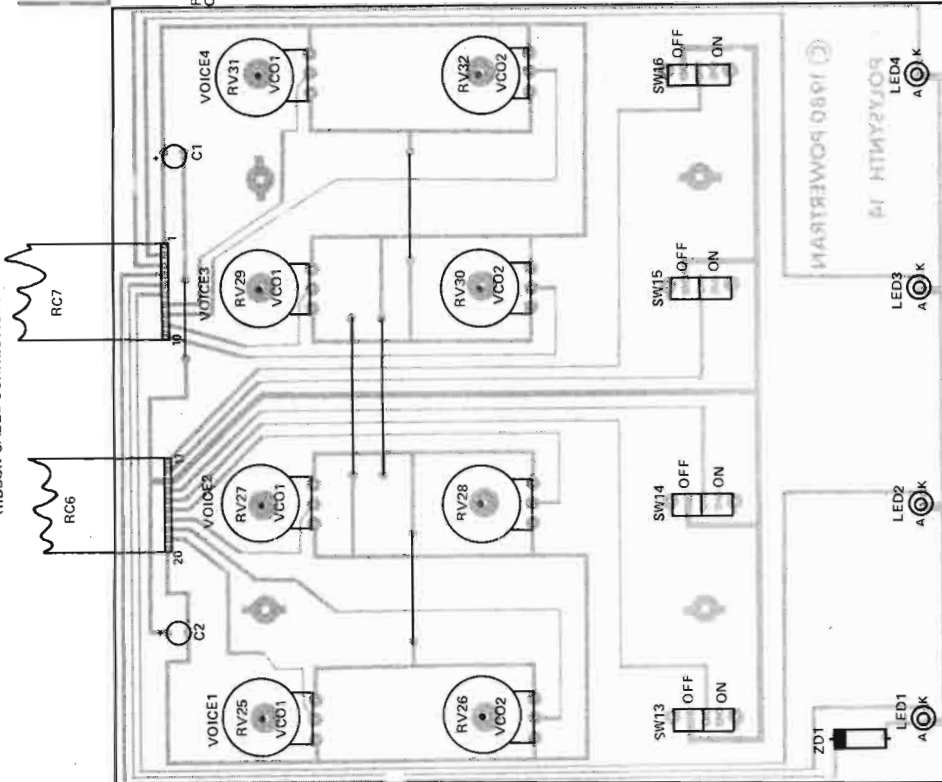 RC7
RC6
1
10
17
20
C1
C2
VOICE4
RV31
VCO1
RV32
VCO2
SW16
OFF
ON
LED4
A
K
VOICE3
RV29
VCO1
RV30
VCO2
SW15
OFF
ON
LED3
A
K
VOICE2
RV27
VCO1
RV28
SW14
OFF
ON
LED2
A
K
VOICE1
RV25
VCO1
RV26
VCO2
SW13
OFF
ON
ZD1
LED1
A
K
© 1980 POWERTRAN
POLYSYNTH 14